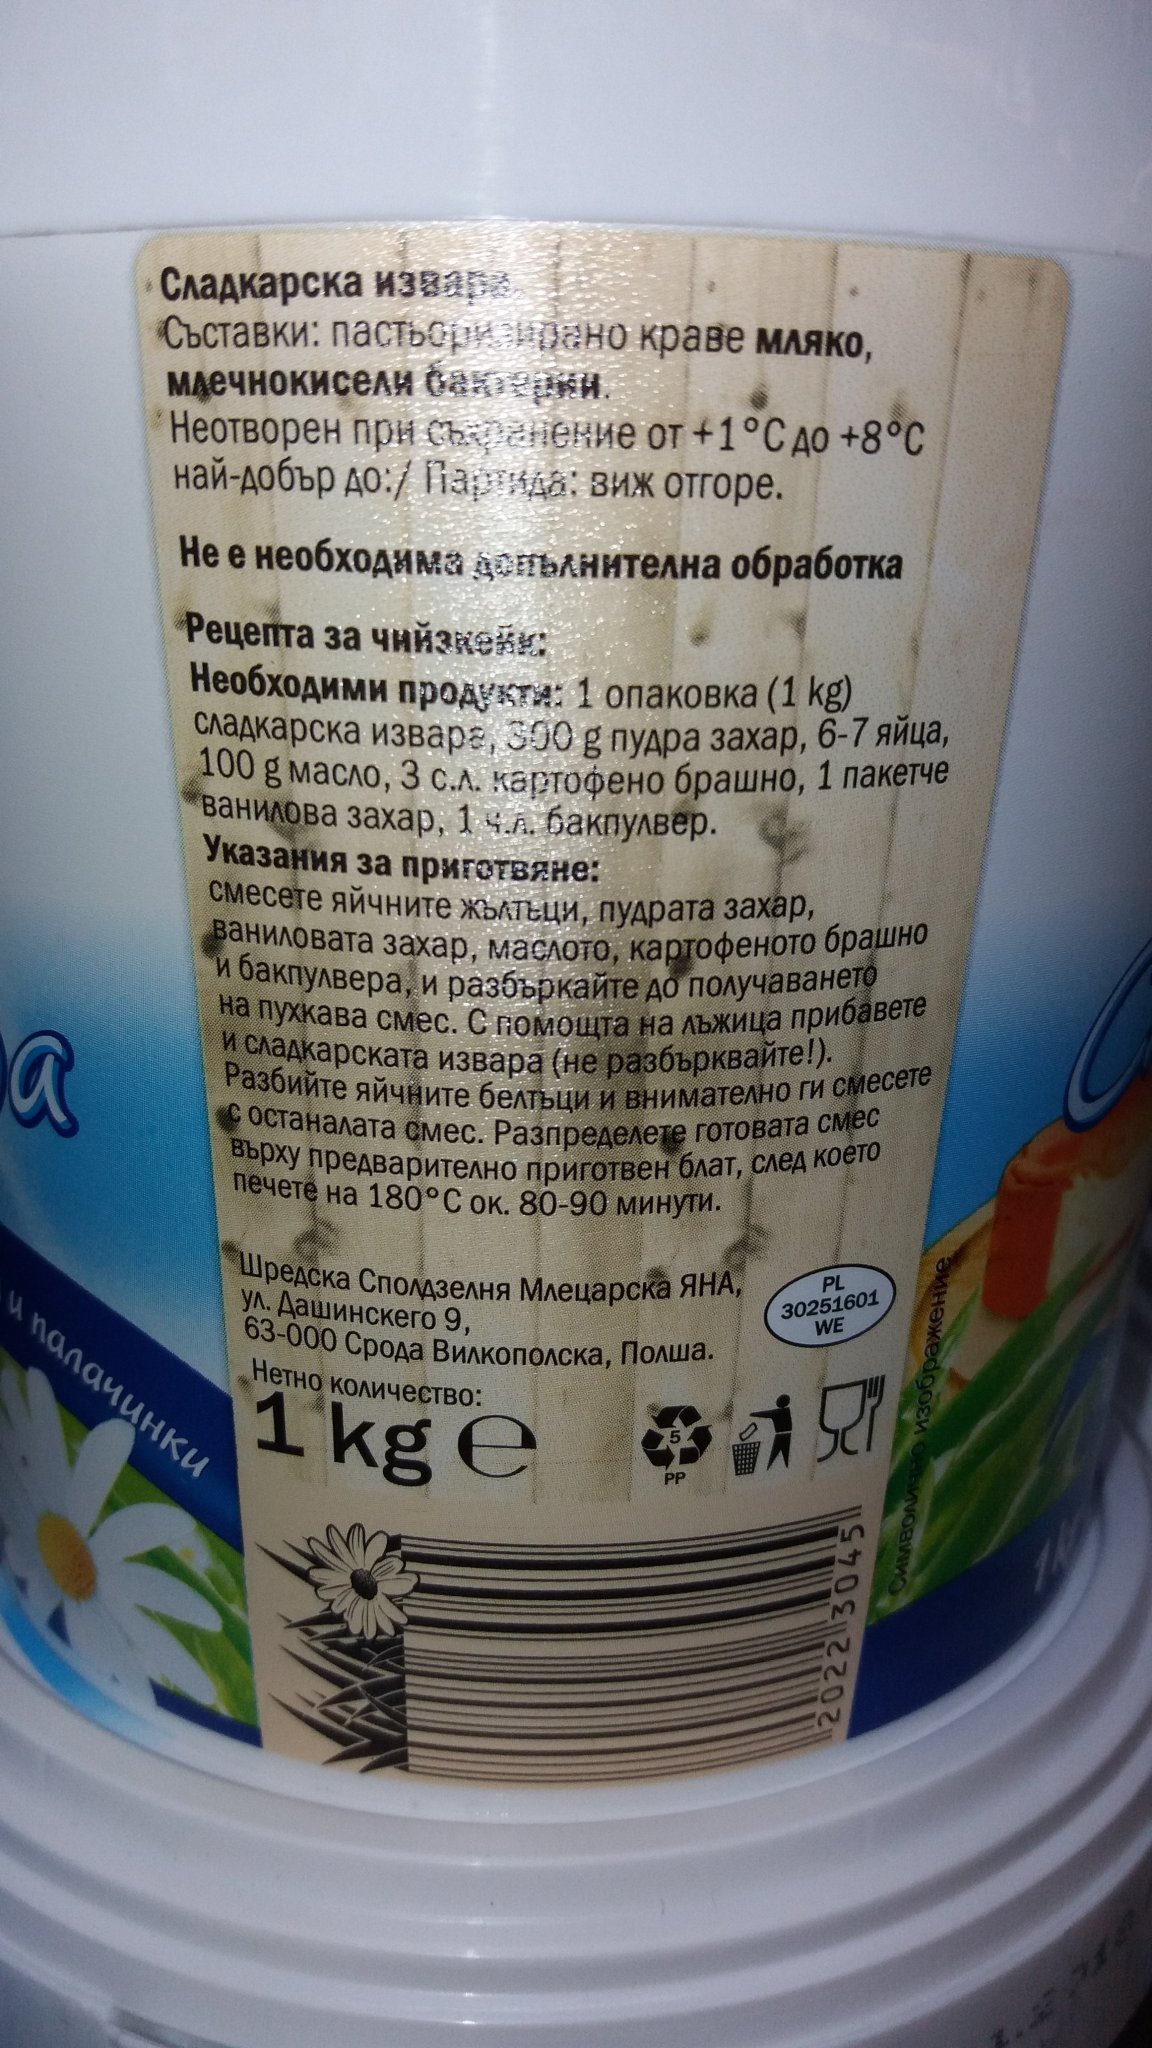 Сладкарска извара.
Съставки: пастьоризирано краве мляко,
млечнокисели бактерии.
Неотворен при съхранение от +1°C до +8°C
най-добър до:/ Партида: виж отгоре.
Не е необходима допълнителна обработка
Рецепта за чийзкейк:
Необходими продукти: 1 опаковка (1 kg)
сладкарска извара, 300 g пудра захар, 6-7 яйца,
100 g масло, 3 с.л. картофено брашно, 1 пакетче
ванилова захар, 1 ч.л. бакпулвер.
Указания за приготвяне:
смесете яйчните жълтъци, пудрата захар,
ваниловата захар, маслото, картофеното брашно
и бакпулвера, и разбъркайте до получаването
на пухкава смес. С помощта на лъжица прибавете
и сладкарската извара (не разбърквайте!).
Разбийте яйчните белтъци и внимателно ги смесете
с останалата смес. Разпределете готовата смес
върху предварително приготвен блат, след което
печете на 180°C ок. 80-90 минути.
Шредска Сполдзелня Млецарска ЯНА,
ул. Дашинскего 9,
63-000 Срода Вилкополска, Полша.
PL
30251601
WE
Нетно количество:
1 kg e
5
PP
Символично изображение
2022 3045
и палачинки